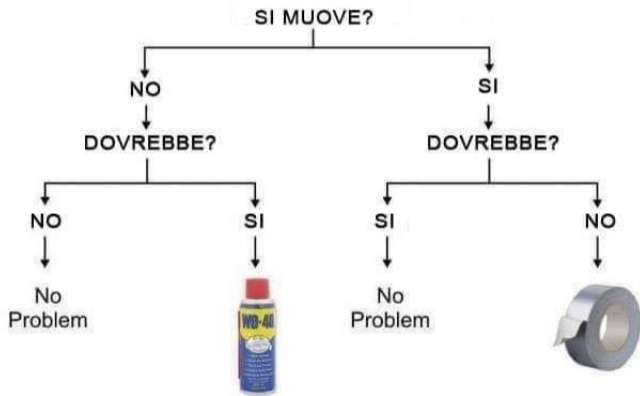 SI MUOVE?
NO
SI
DOVREBBE?
DOVREBBE?
NO
SI
SI
NO
No
Problem
No
Problem
WD-40